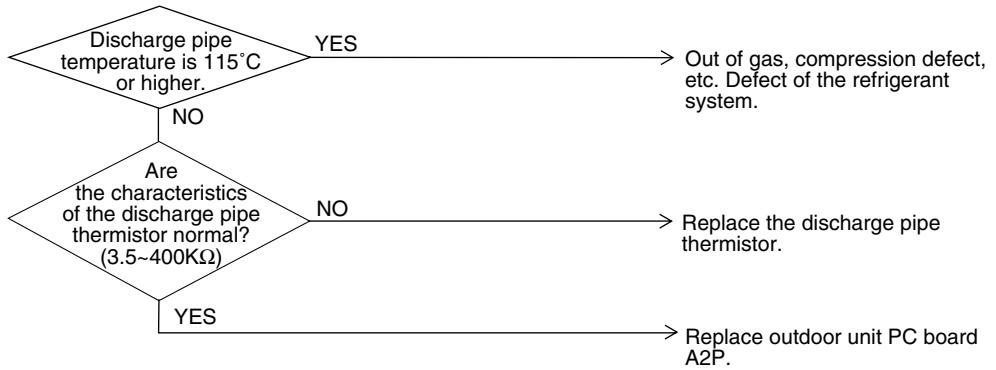 Discharge pipe
temperature is 115˚C
or higher.
YES
Out of gas, compression defect,
etc. Defect of the refrigerant
system.
NO
Are
the characteristics
of the discharge pipe
thermistor normal?
(3.5~400KΩ)
NO
Replace the discharge pipe
thermistor.
YES
Replace outdoor unit PC board
A2P.